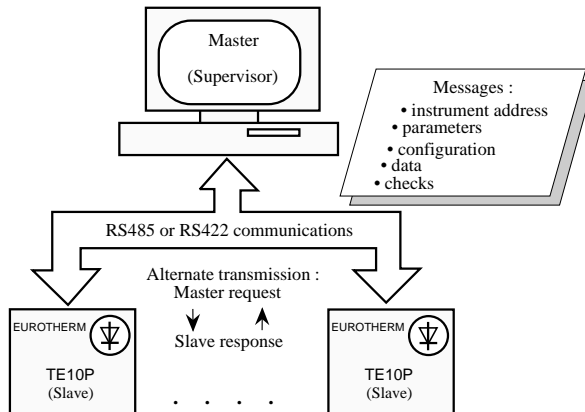 Master
(Supervisor)
Messages :
• instrument address
• parameters
• configuration
• data
• checks
RS485 or RS422 communications
Alternate transmission :
Master request
Slave response
EUROTHERM
TE10P
(Slave)
. . . .
EUROTHERM
TE10P
(Slave)